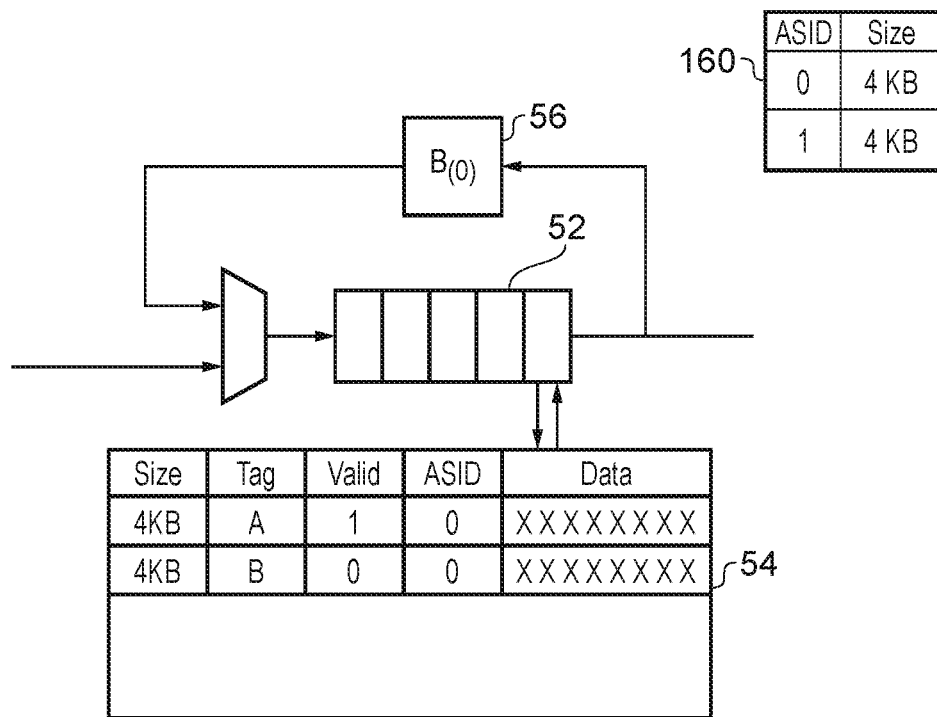 ASID Size
160
0 4 KB
1 4 KB
56
B(0)
52
Size Tag Valid ASID Data
4KB A 1 0 XXXXXXXX
4KB B 0 0 XXXXXXXX
54